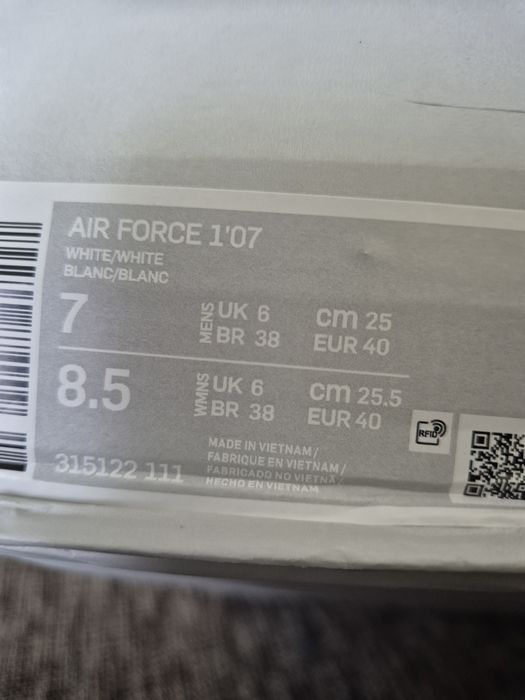 AIR FORCE 1'07
WHITE/WHITE
BLANC/BLANC
7 MENS UK 6 cm 25
BR 38 EUR 40
8.5 WMNS UK 6 cm 25.5
BR 38 EUR 40
RFID
MADE IN VIETNAM/
FABRIQUE EN VIETNAM/
FABRICADO NO VIETNÃ/
HECHO EN VIETNAM
315122 111